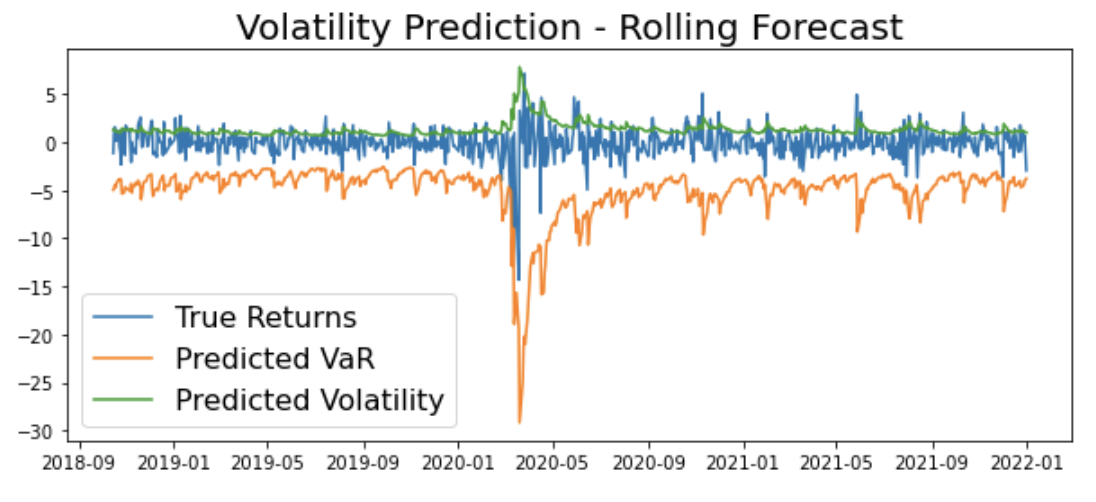 Volatility Prediction - Rolling Forecast
5
0
−5
−10
−15
−20
−25
−30
True Returns
Predicted VaR
Predicted Volatility
2018-09 2019-01 2019-05 2019-09 2020-01 2020-05 2020-09 2021-01 2021-05 2021-09 2022-01